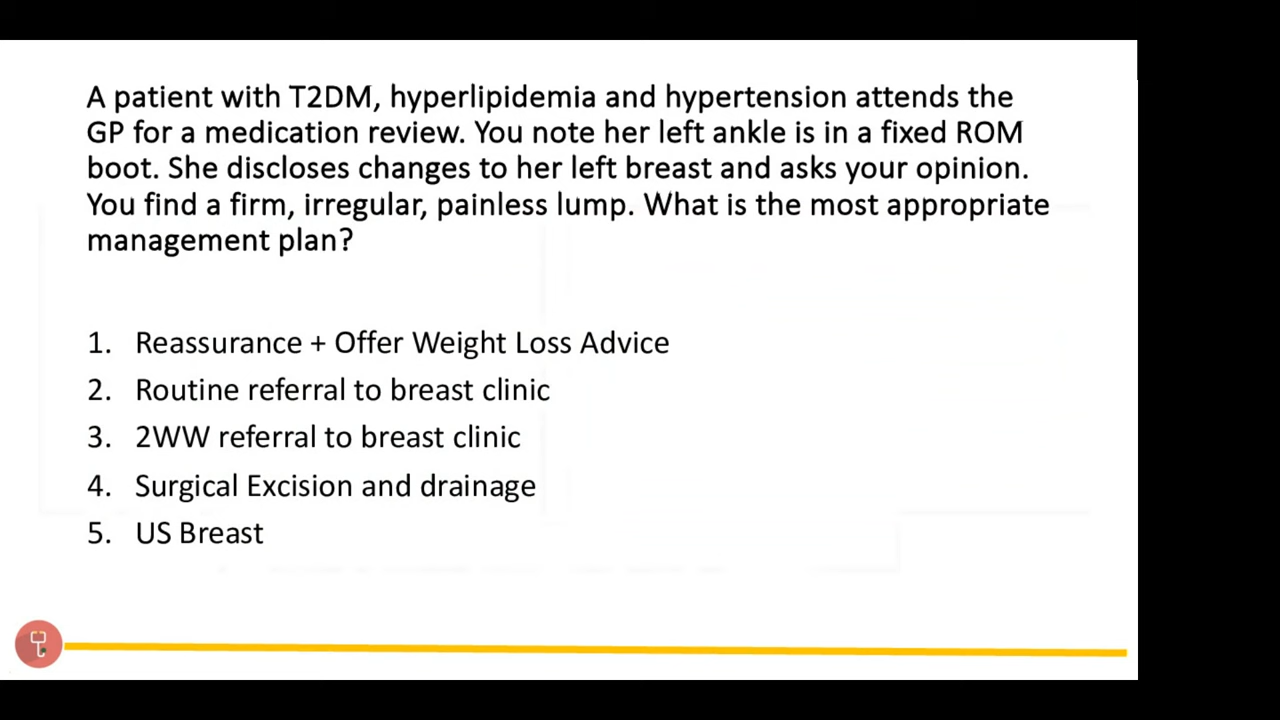 A patient with T2DM, hyperlipidemia and hypertension attends the
GP for a medication review. You note her left ankle is in a fixed ROM
boot. She discloses changes to her left breast and asks your opinion.
You find a firm, irregular, painless lump. What is the most appropriate
management plan?
1. Reassurance + Offer Weight Loss Advice
2. Routine referral to breast clinic
3. 2WW referral to breast clinic
4. Surgical Excision and drainage
5. US Breast